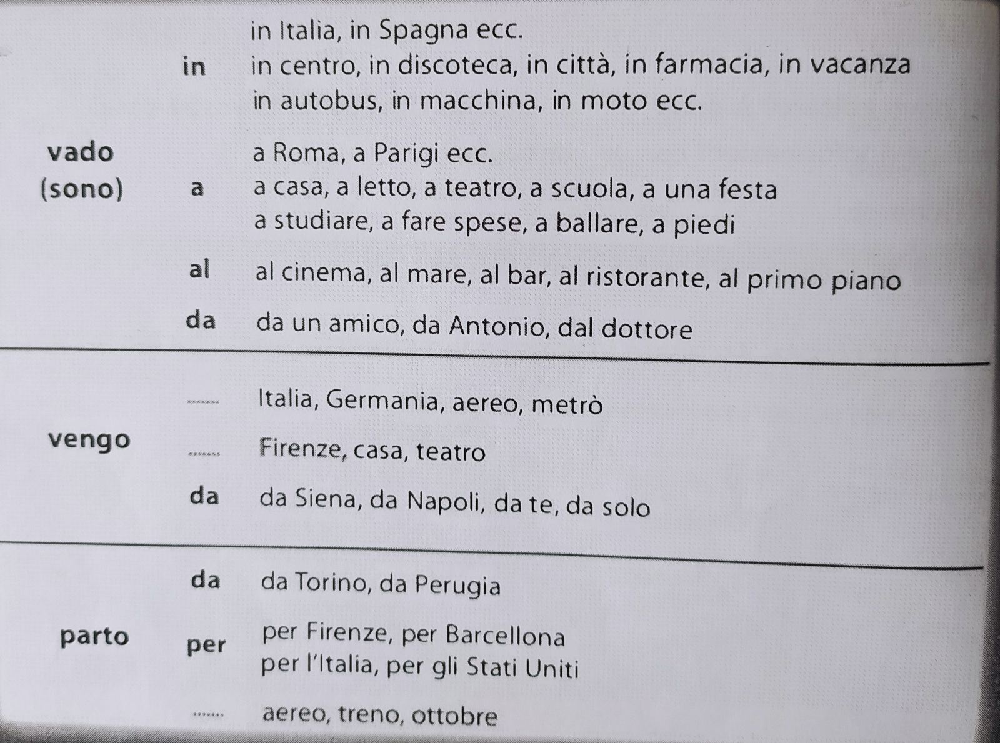 in Italia, in Spagna ecc.
in in centro, in discoteca, in città, in farmacia, in vacanza
in autobus, in macchina, in moto ecc.
vado a Roma, a Parigi ecc.
(sono) a a casa, a letto, a teatro, a scuola, a una festa
a studiare, a fare spese, a ballare, a piedi
al al cinema, al mare, al bar, al ristorante, al primo piano
da da un amico, da Antonio, dal dottore
........ Italia, Germania, aereo, metrò
vengo ........ Firenze, casa, teatro
da da Siena, da Napoli, da te, da solo
da da Torino, da Perugia
parto per per Firenze, per Barcellona
per l'Italia, per gli Stati Uniti
........ aereo, treno, ottobre